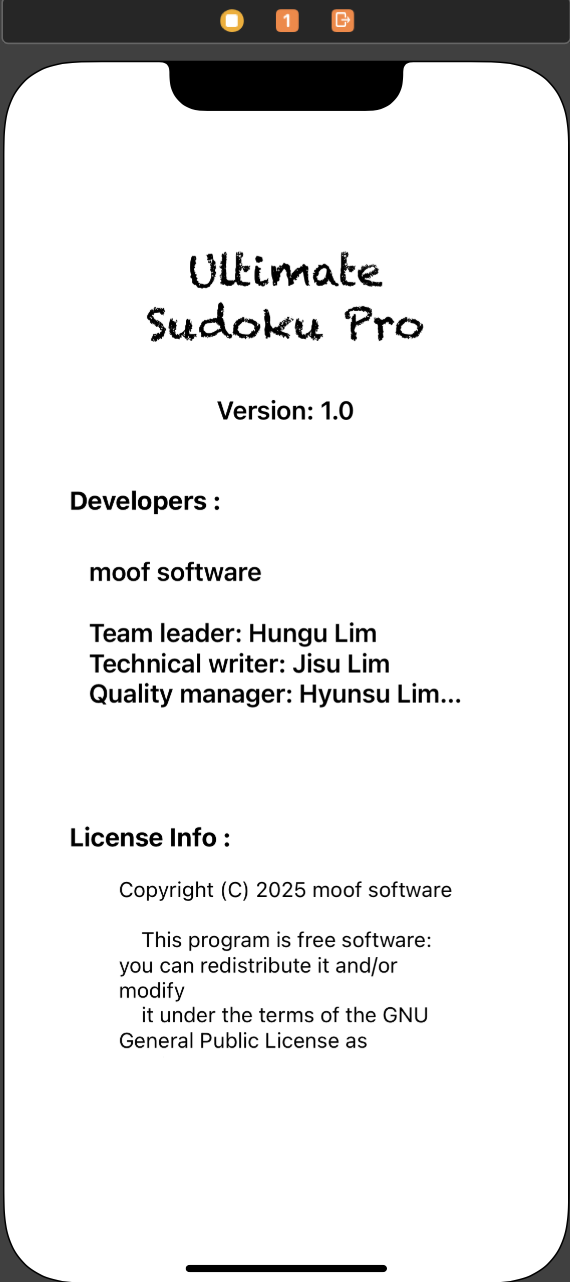 1
Ultimate
Sudoku Pro
Version: 1.0
Developers :
moof software
Team leader: Hungu Lim
Technical writer: Jisu Lim
Quality manager: Hyunsu Lim...
License Info :
Copyright (C) 2025 moof software
This program is free software:
you can redistribute it and/or
modify
it under the terms of the GNU
General Public License as